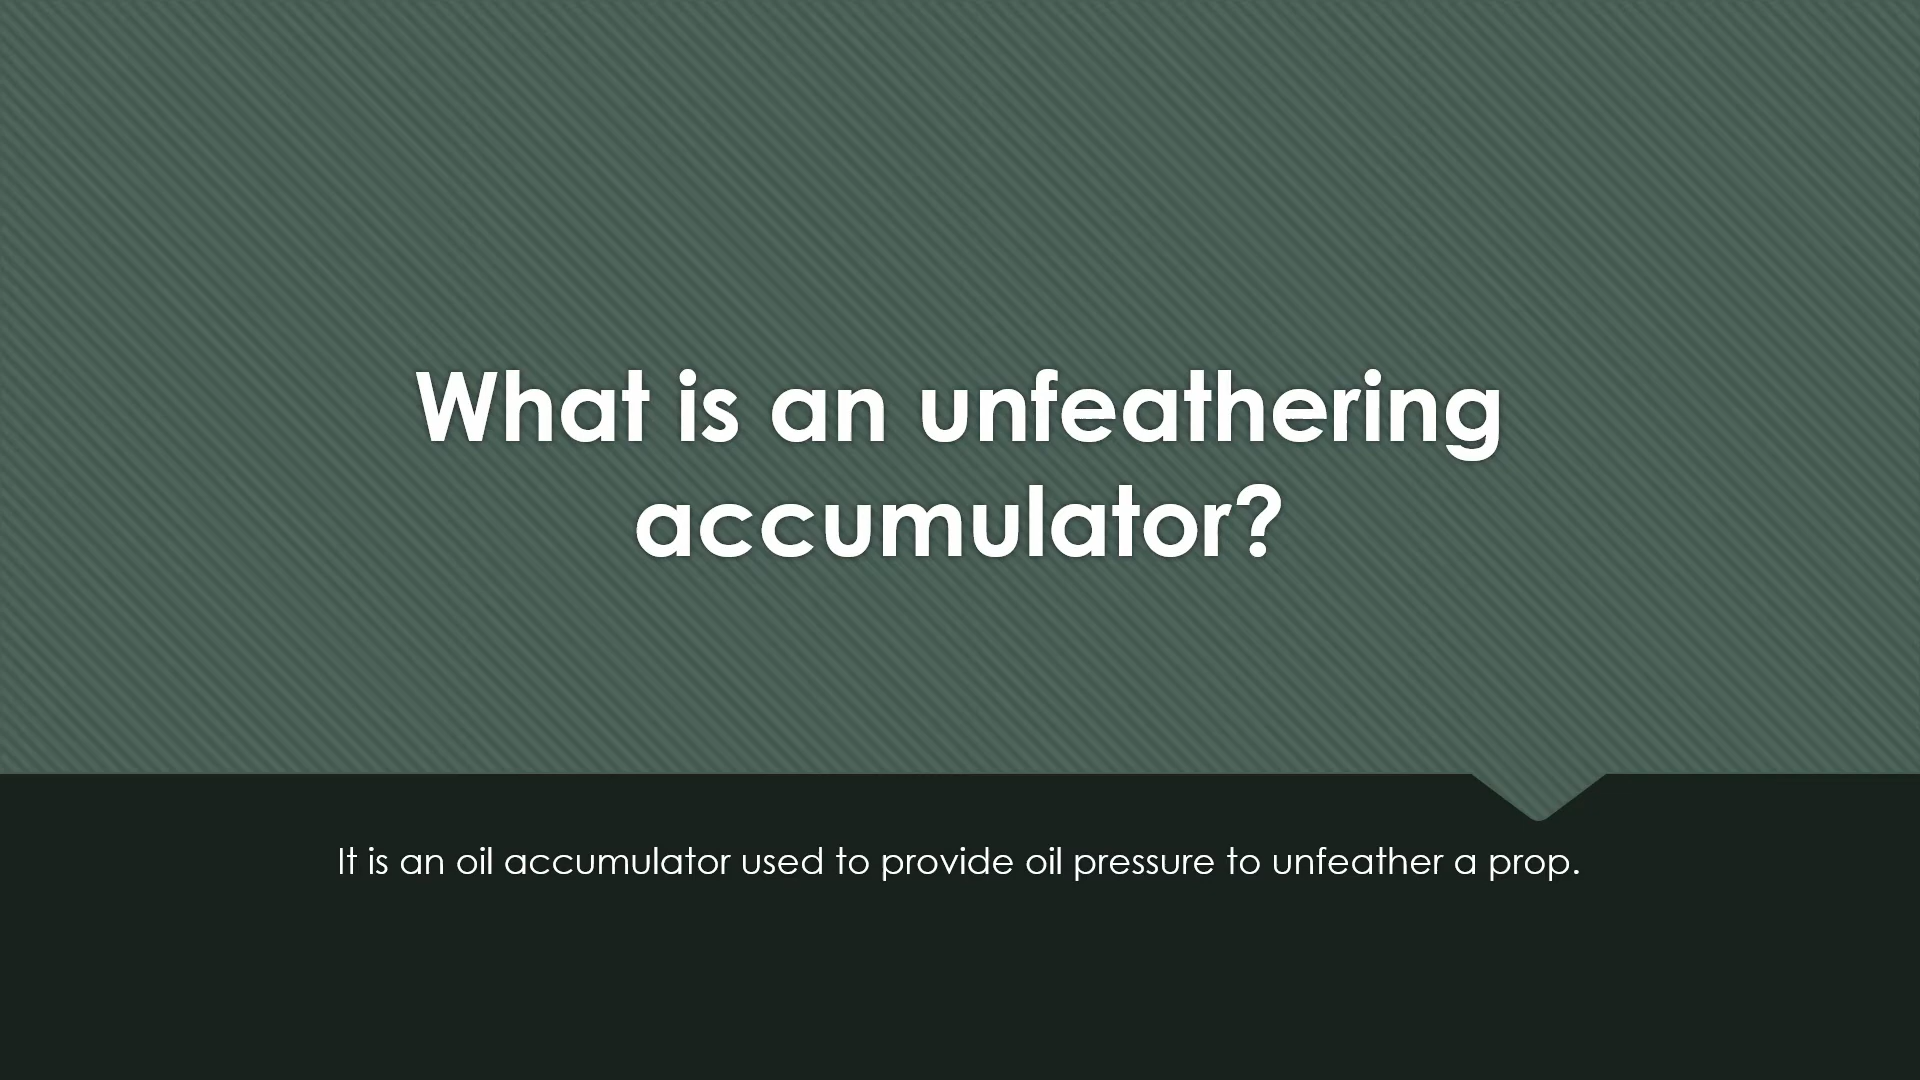 What is an unfeathering
accumulator?
It is an oil accumulator used to provide oil pressure to unfeather a prop.